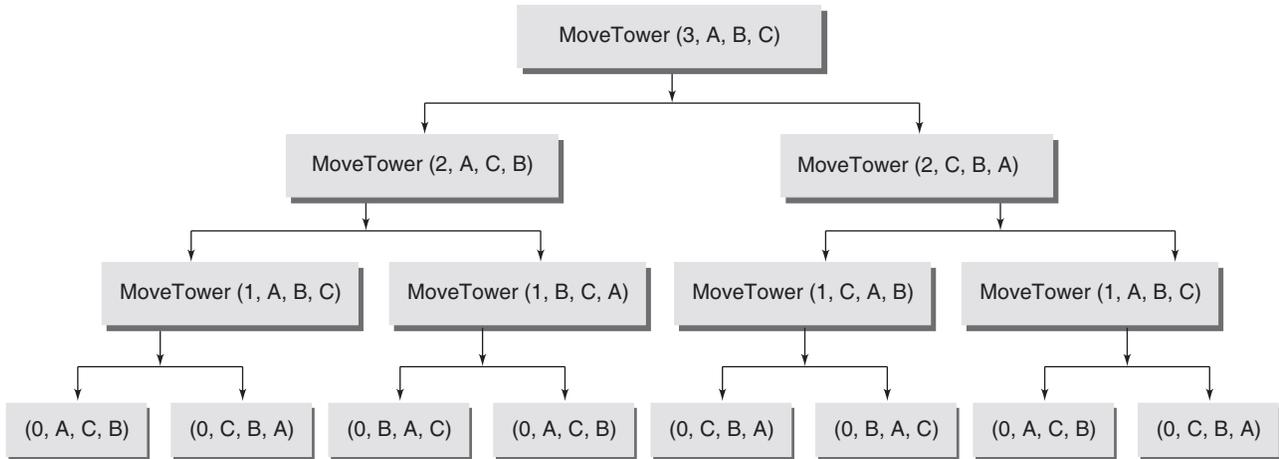 MoveTower (3, A, B, C)
MoveTower (2, A, C, B)
MoveTower (2, C, B, A)
MoveTower (1, A, B, C)
MoveTower (1, B, C, A)
MoveTower (1, C, A, B)
MoveTower (1, A, B, C)
(0, A, C, B)
(0, C, B, A)
(0, B, A, C)
(0, A, C, B)
(0, C, B, A)
(0, B, A, C)
(0, A, C, B)
(0, C, B, A)